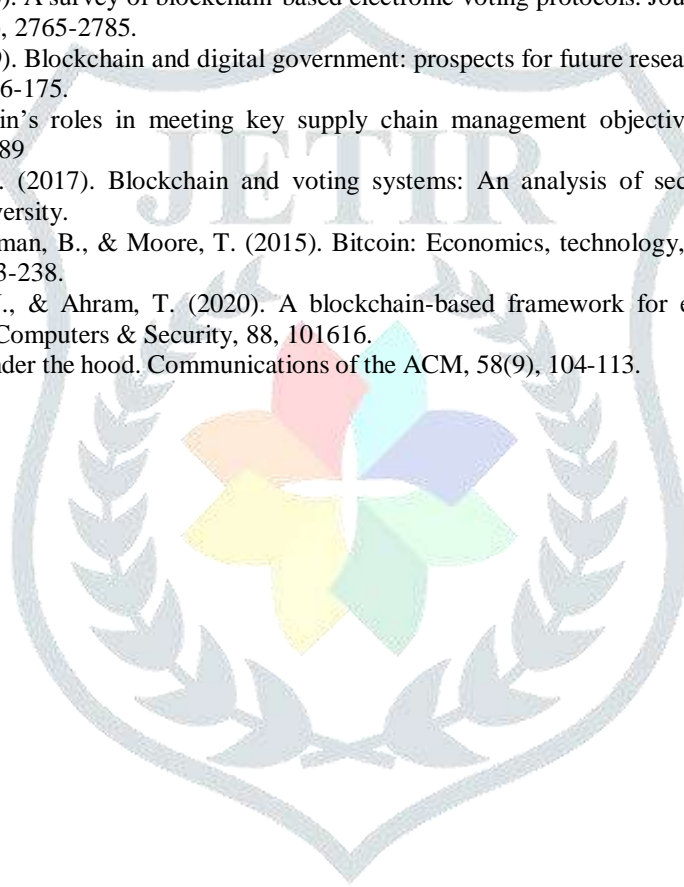 ). A survey of blockchain-based electronic voting protocols. Jou
, 2765-2785.
). Blockchain and digital government: prospects for future resea
6-175.
in’s roles in meeting key supply chain management objectiv
89
. (2017). Blockchain and voting systems: An analysis of sec
versity.
man, B., & Moore, T. (2015). Bitcoin: Economics, technology,
3-238.
., & Ahram, T. (2020). A blockchain-based framework for e
Computers & Security, 88, 101616.
nder the hood. Communications of the ACM, 58(9), 104-113.
JETIR